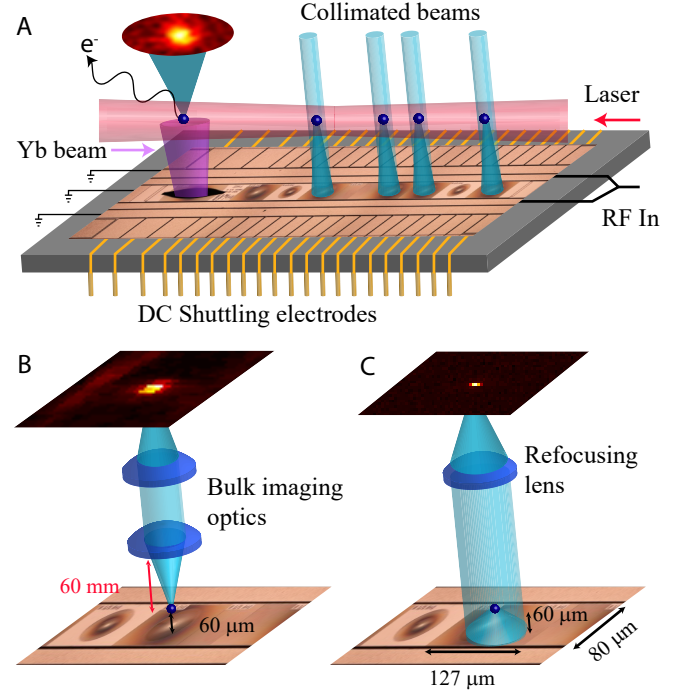 A
e-
Collimated beams
Laser
Yb beam
RF In
DC Shuttling electrodes
B
Bulk imaging
optics
60 mm
60 μm
C
Refocusing
lens
60 μm
80 μm
127 μm